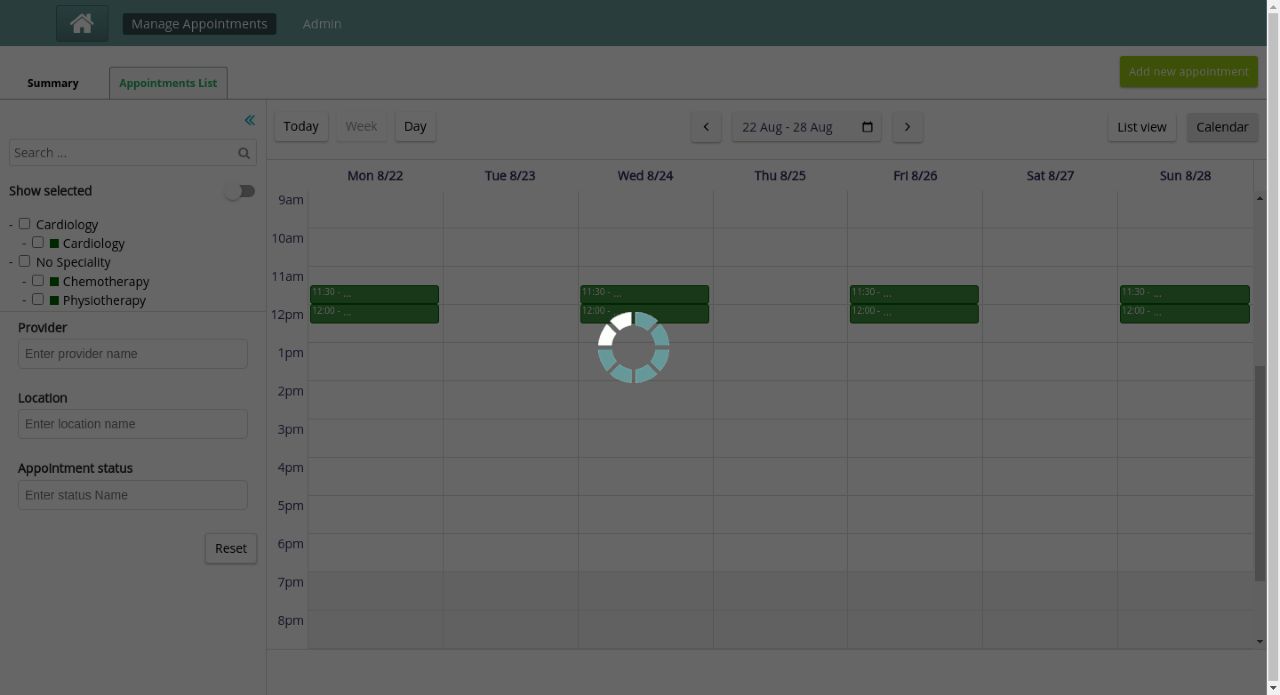 Manage Appointments Admin
Summary Appointments List Add new appointment
Today Week Day 22 Aug - 28 Aug List view Calendar
Search ...
Show selected
- Cardiology
- Cardiology
- No Speciality
- Chemotherapy
- Physiotherapy
Provider
Enter provider name
Location
Enter location name
Appointment status
Enter status Name
Reset
Mon 8/22 Tue 8/23 Wed 8/24 Thu 8/25 Fri 8/26 Sat 8/27 Sun 8/28
9am
10am
11am
11:30 - ... 11:30 - ... 11:30 - ... 11:30 - ...
12pm 12:00 - ... 12:00 - 12:00 - ... 12:00 - ...
1pm
2pm
3pm
4pm
5pm
6pm
7pm
8pm